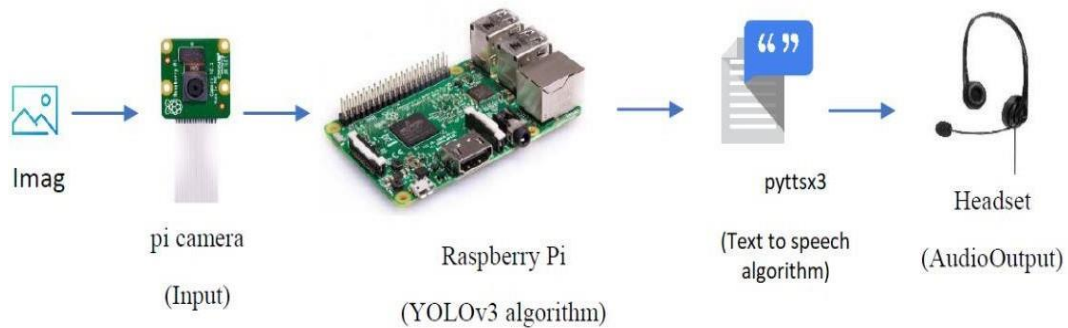 Imag
pi camera
(Input)
Raspberry Pi
(YOLOv3 algorithm)
“ ”
pyttsx3
(Text to speech
algorithm)
Headset
(AudioOutput)